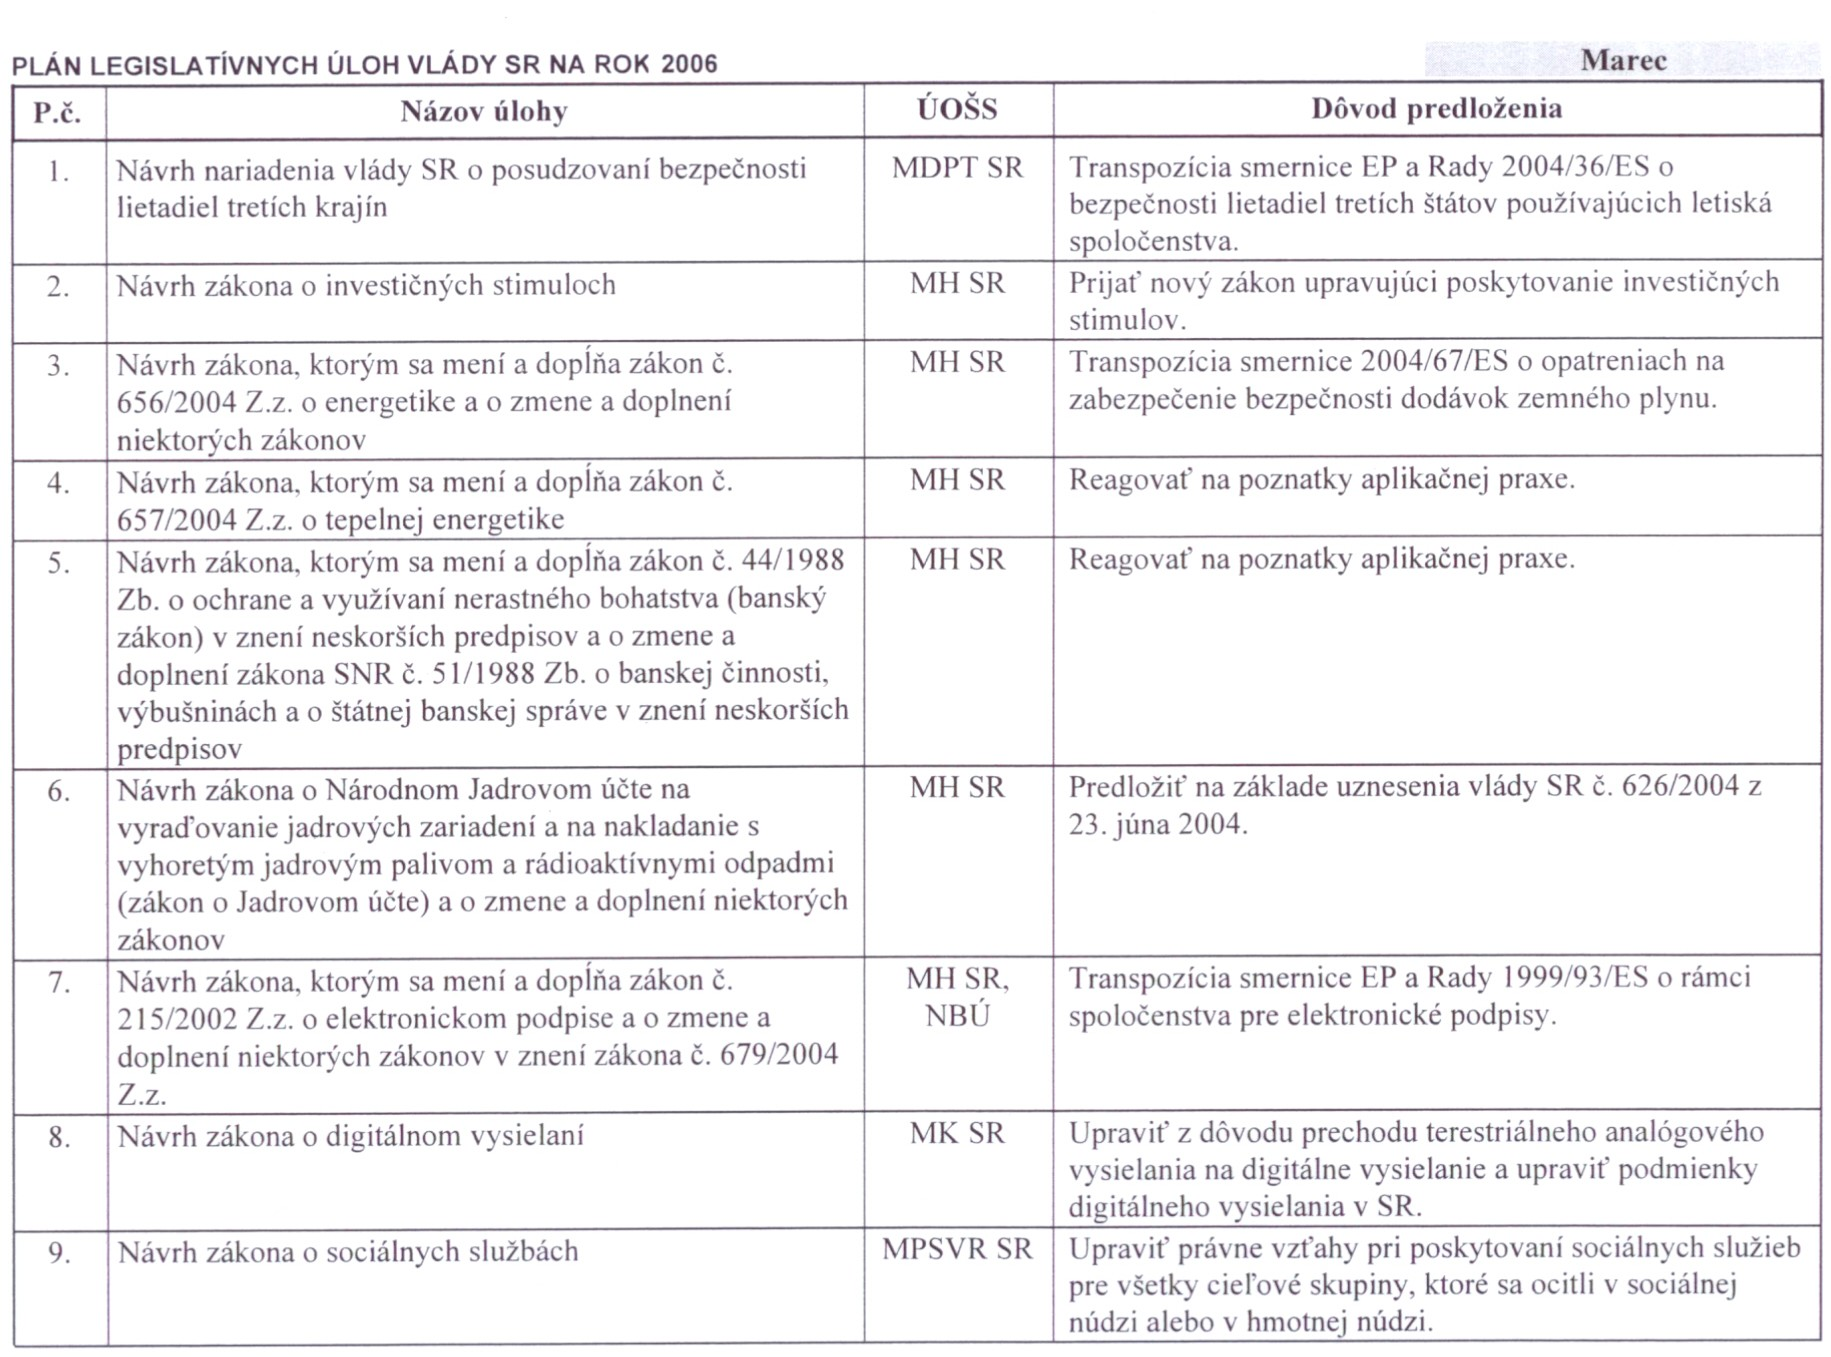 PLÁN LEGISLATÍVNYCH ÚLOH VLÁDY SR NA ROK 2006
Marec
P.č.
Názov úlohy
ÚOŠS
Dôvod predloženia
1.
Návrh nariadenia vlády SR o posudzovaní bezpečnosti
lietadiel tretích krajín
MDPT SR
Transpozícia smernice EP a Rady 2004/36/ES o
bezpečnosti lietadiel tretích štátov používajúcich letiská
spoločenstva.
2.
Návrh zákona o investičných stimuloch
MH SR
Prijať nový zákon upravujúci poskytovanie investičných
stimulov.
3.
Návrh zákona, ktorým sa mení a dopĺňa zákon č.
656/2004 Z.z. o energetike a o zmene a doplnení
niektorých zákonov
MH SR
Transpozícia smernice 2004/67/ES o opatreniach na
zabezpečenie bezpečnosti dodávok zemného plynu.
4.
Návrh zákona, ktorým sa mení a dopĺňa zákon č.
657/2004 Z.z. o tepelnej energetike
MH SR
Reagovať na poznatky aplikačnej praxe.
5.
Návrh zákona, ktorým sa mení a dopĺňa zákon č. 44/1988
Zb. o ochrane a využívaní nerastného bohatstva (banský
zákon) v znení neskorších predpisov a o zmene a
doplnení zákona SNR č. 51/1988 Zb. o banskej činnosti,
výbušninách a o štátnej banskej správe v znení neskorších
predpisov
MH SR
Reagovať na poznatky aplikačnej praxe.
6.
Návrh zákona o Národnom Jadrovom účte na
vyraďovanie jadrových zariadení a na nakladanie s
vyhoretým jadrovým palivom a rádioaktívnymi odpadmi
(zákon o Jadrovom účte) a o zmene a doplnení niektorých
zákonov
MH SR
Predložiť na základe uznesenia vlády SR č. 626/2004 z
23. júna 2004.
7.
Návrh zákona, ktorým sa mení a dopĺňa zákon č.
215/2002 Z.z. o elektronickom podpise a o zmene a
doplnení niektorých zákonov v znení zákona č. 679/2004
Z.z.
MH SR,
NBÚ
Transpozícia smernice EP a Rady 1999/93/ES o rámci
spoločenstva pre elektronické podpisy.
8.
Návrh zákona o digitálnom vysielaní
MK SR
Upraviť z dôvodu prechodu terestriálneho analógového
vysielania na digitálne vysielanie a upraviť podmienky
digitálneho vysielania v SR.
9.
Návrh zákona o sociálnych službách
MPSVR SR
Upraviť právne vzťahy pri poskytovaní sociálnych služieb
pre všetky cieľové skupiny, ktoré sa ocitli v sociálnej
núdzi alebo v hmotnej núdzi.